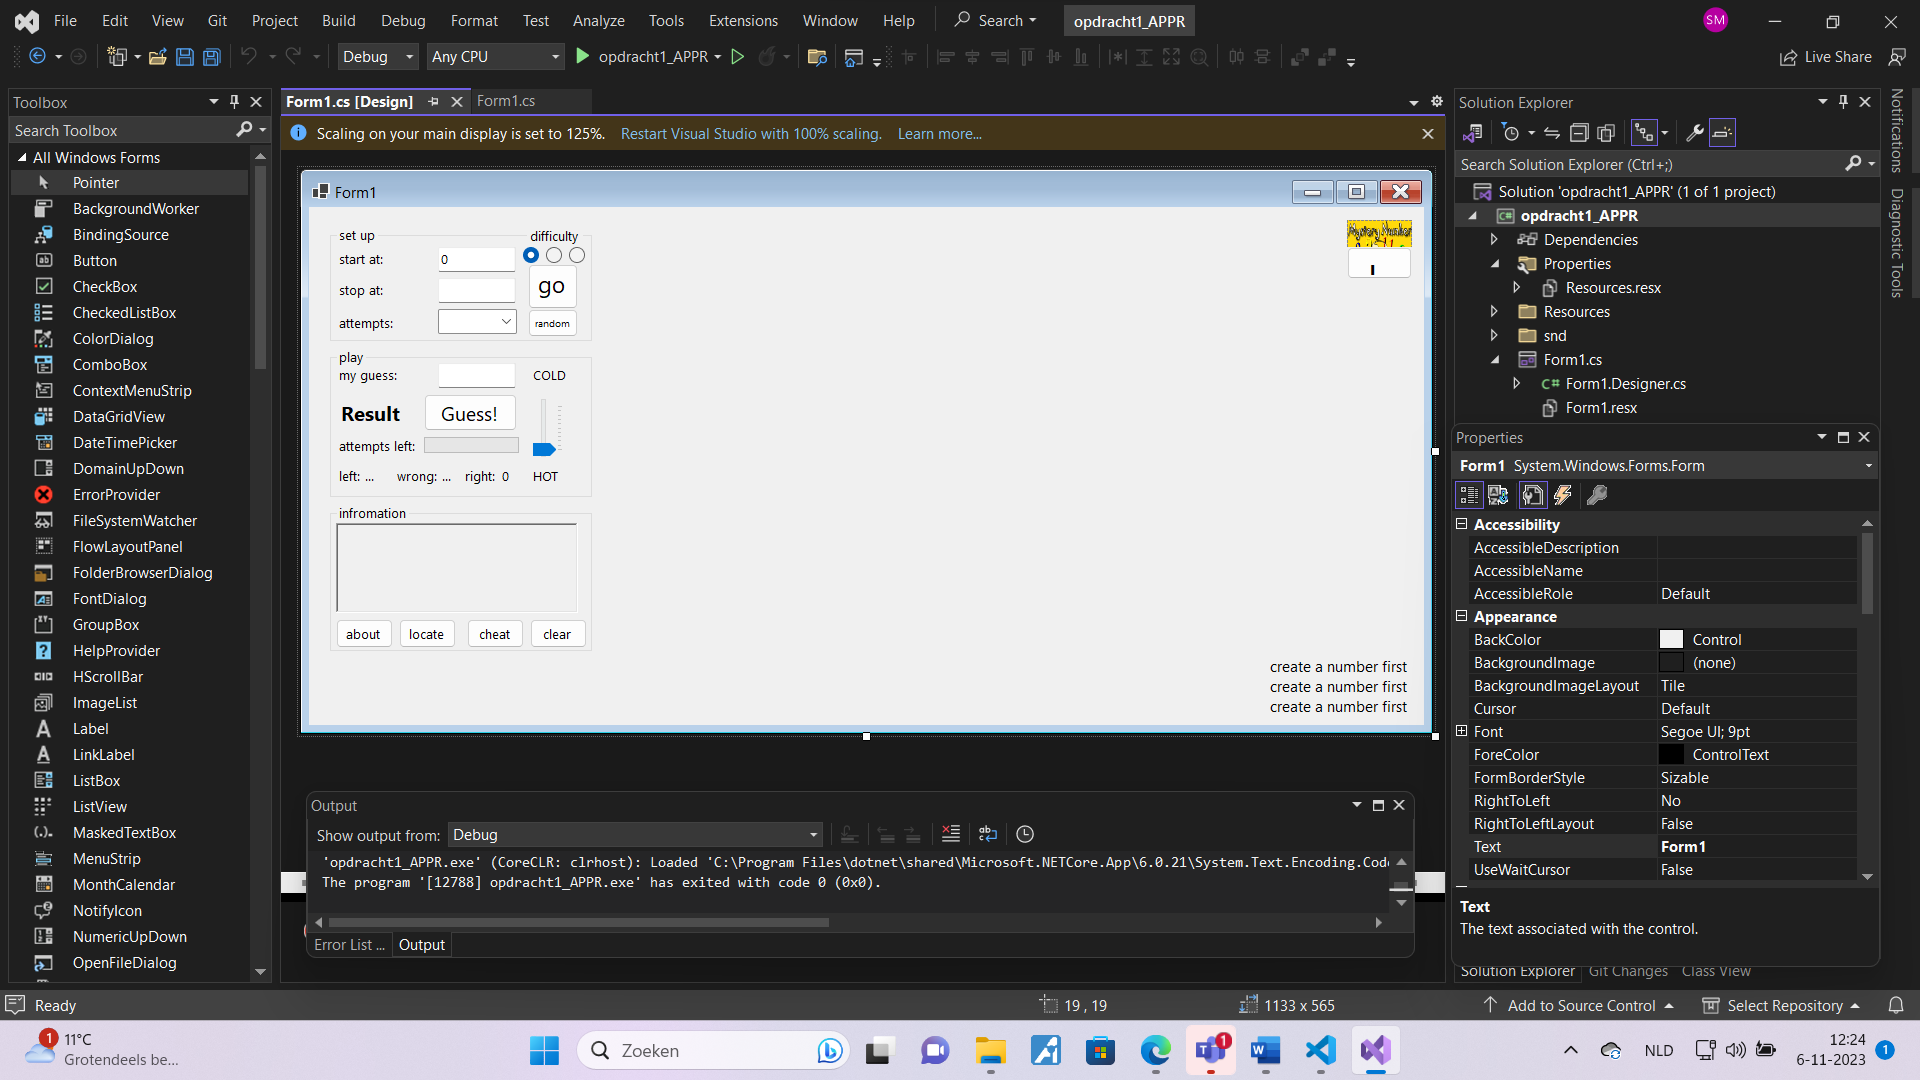 File Edit View Git Project Build Debug Format Test Analyze Tools Extensions Window Help Search opdracht1_APPR SM
Debug Any CPU opdracht1_APPR Live Share
Toolbox
Search Toolbox
All Windows Forms
Pointer
BackgroundWorker
BindingSource
Button
CheckBox
CheckedListBox
ColorDialog
ComboBox
ContextMenuStrip
DataGridView
DateTimePicker
DomainUpDown
ErrorProvider
FileSystemWatcher
FlowLayoutPanel
FolderBrowserDialog
FontDialog
GroupBox
HelpProvider
HScrollBar
ImageList
Label
LinkLabel
ListBox
ListView
MaskedTextBox
MenuStrip
MonthCalendar
NotifyIcon
NumericUpDown
OpenFileDialog
Form1.cs [Design] Form1.cs
Scaling on your main display is set to 125%. Restart Visual Studio with 100% scaling. Learn more...
Form1
set up difficulty
start at: 0
stop at: go
attempts: random
play
my guess: COLD
Result Guess!
attempts left:
left: ... wrong: ... right: 0 HOT
infromation
about locate cheat clear
Mystery Number
create a number first
create a number first
create a number first
Output
Show output from: Debug
'opdracht1_APPR.exe' (CoreCLR: clrhost): Loaded 'C:\Program Files\dotnet\shared\Microsoft.NETCore.App\6.0.21\System.Text.Encoding.Code
The program '[12788] opdracht1_APPR.exe' has exited with code 0 (0x0).
Error List ... Output
Solution Explorer
Search Solution Explorer (Ctrl+;)
Solution 'opdracht1_APPR' (1 of 1 project)
opdracht1_APPR
Dependencies
Properties
Resources.resx
Resources
snd
Form1.cs
Form1.Designer.cs
Form1.resx
Properties
Form1 System.Windows.Forms.Form
Accessibility
AccessibleDescription
AccessibleName
AccessibleRole Default
Appearance
BackColor Control
BackgroundImage (none)
BackgroundImageLayout Tile
Cursor Default
Font Segoe UI; 9pt
ForeColor ControlText
FormBorderStyle Sizable
RightToLeft No
RightToLeftLayout False
Text Form1
UseWaitCursor False
Text
The text associated with the control.
Solution Explorer Git Changes Class View
Notifications
Diagnostic Tools
Ready 19 , 19 1133 x 565 Add to Source Control Select Repository
1 11°C
Grotendeels be...
Zoeken
1
NLD
12:24
6-11-2023
1